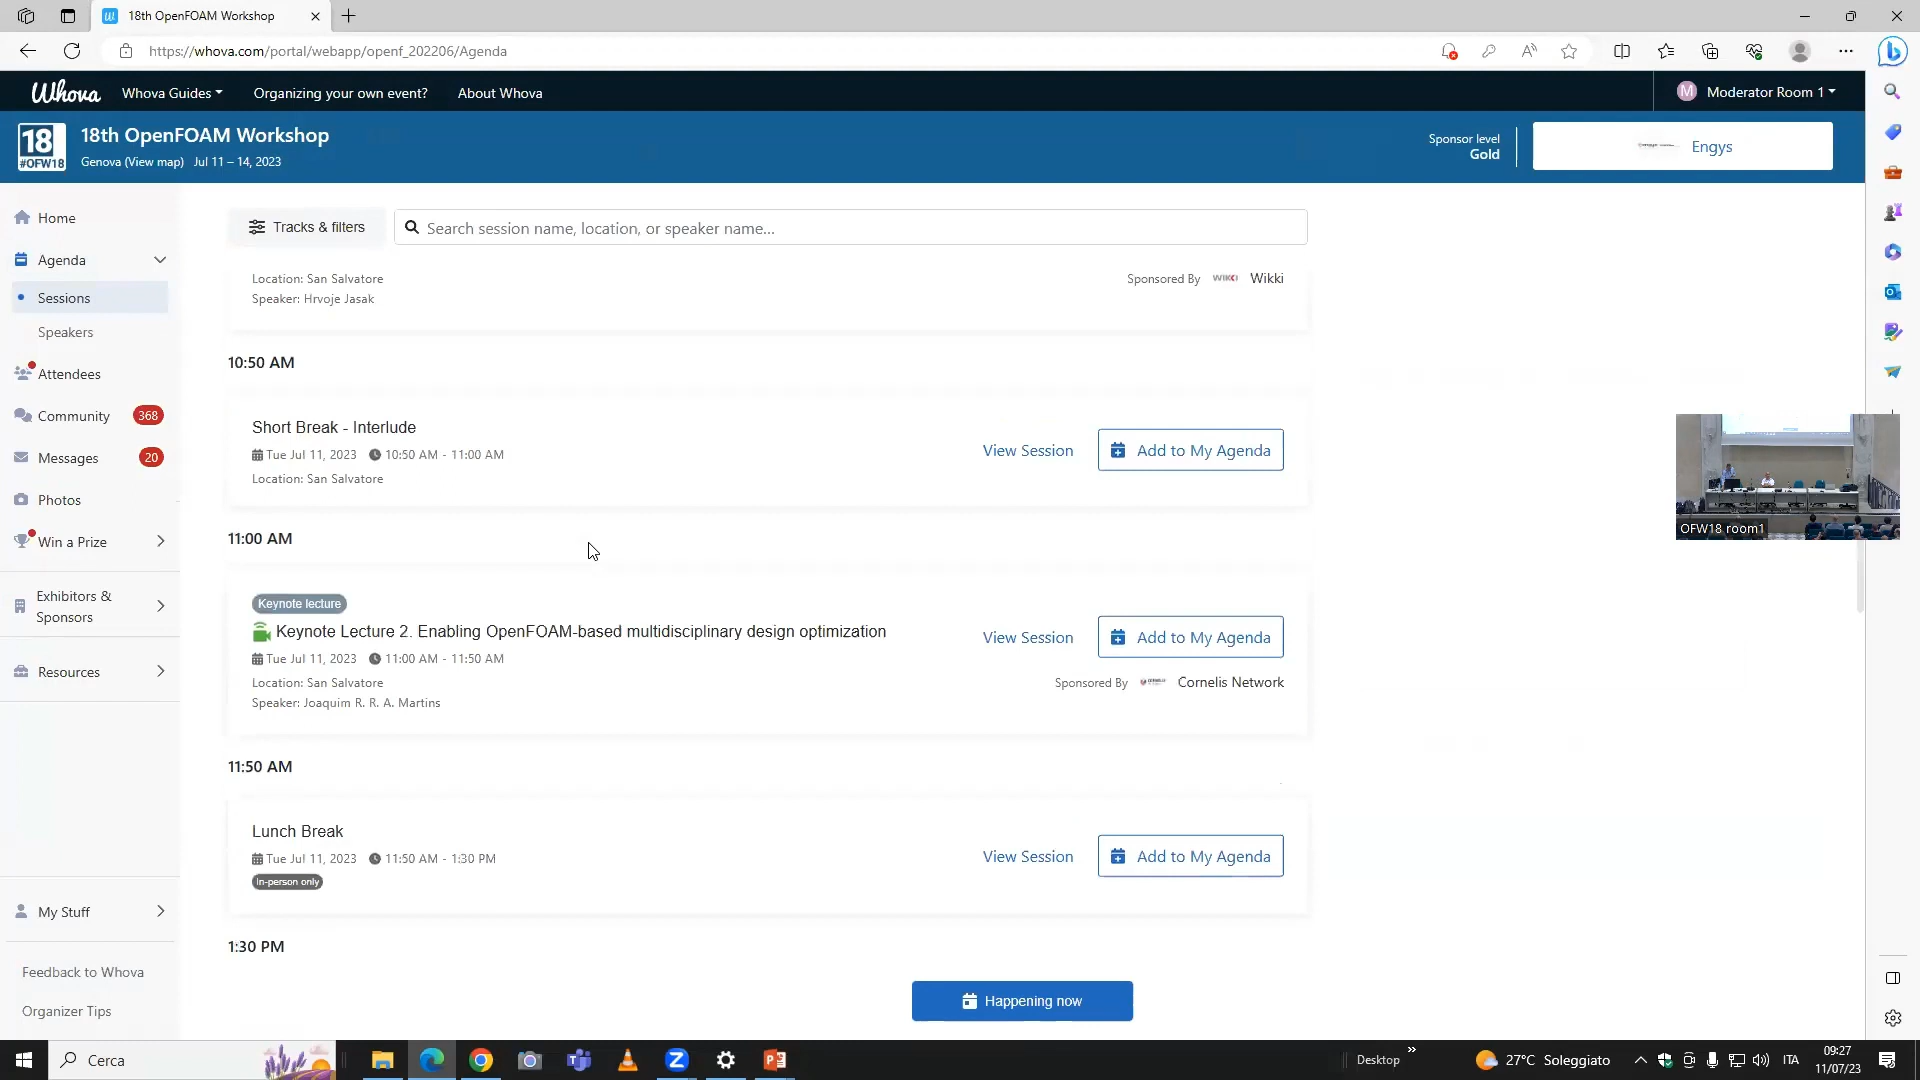 18th OpenFOAM Workshop
https://whova.com/portal/webapp/openf_202206/Agenda
Whova
Whova Guides
Organizing your own event?
About Whova
M
Moderator Room 1
18
#OFW18
18th OpenFOAM Workshop
Genova (View map) Jul 11 – 14, 2023
Sponsor level
Gold
Engys
Home
Agenda
Sessions
Speakers
Attendees
Community 368
Messages 20
Photos
Win a Prize
Exhibitors &
Sponsors
Resources
My Stuff
Feedback to Whova
Organizer Tips
Tracks & filters
Search session name, location, or speaker name...
Location: San Salvatore
Speaker: Hrvoje Jasak
Sponsored By WIKKI Wikki
10:50 AM
Short Break - Interlude
Tue Jul 11, 2023 10:50 AM - 11:00 AM
Location: San Salvatore
View Session
Add to My Agenda
11:00 AM
Keynote lecture
Keynote Lecture 2. Enabling OpenFOAM-based multidisciplinary design optimization
Tue Jul 11, 2023 11:00 AM - 11:50 AM
Location: San Salvatore
Speaker: Joaquim R. R. A. Martins
View Session
Add to My Agenda
Sponsored By Cornelis Network
11:50 AM
Lunch Break
Tue Jul 11, 2023 11:50 AM - 1:30 PM
In-person only
View Session
Add to My Agenda
1:30 PM
Happening now
OFW18 room1
Cerca
Desktop
27°C Soleggiato
ITA
09:27
11/07/23